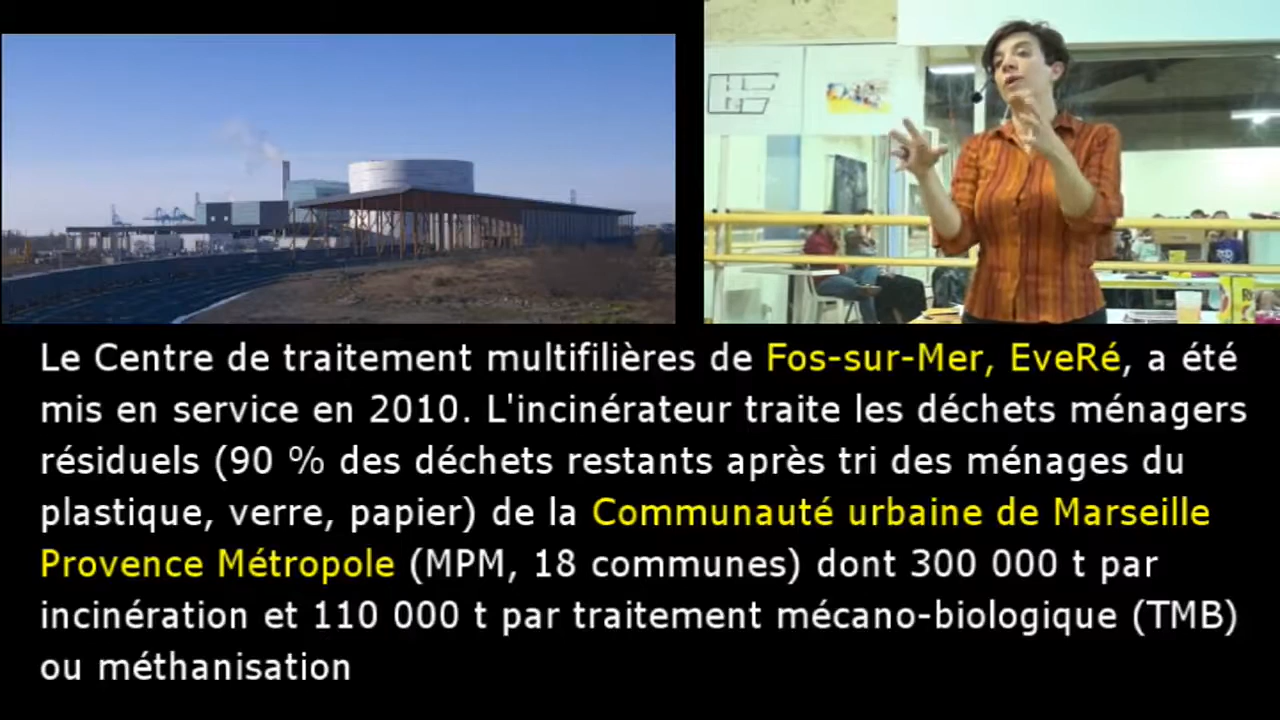 Le Centre de traitement multifilières de Fos-sur-Mer, EveRé, a été
mis en service en 2010. L'incinérateur traite les déchets ménagers
résiduels (90 % des déchets restants après tri des ménages du
plastique, verre, papier) de la Communauté urbaine de Marseille
Provence Métropole (MPM, 18 communes) dont 300 000 t par
incinération et 110 000 t par traitement mécano-biologique (TMB)
ou méthanisation